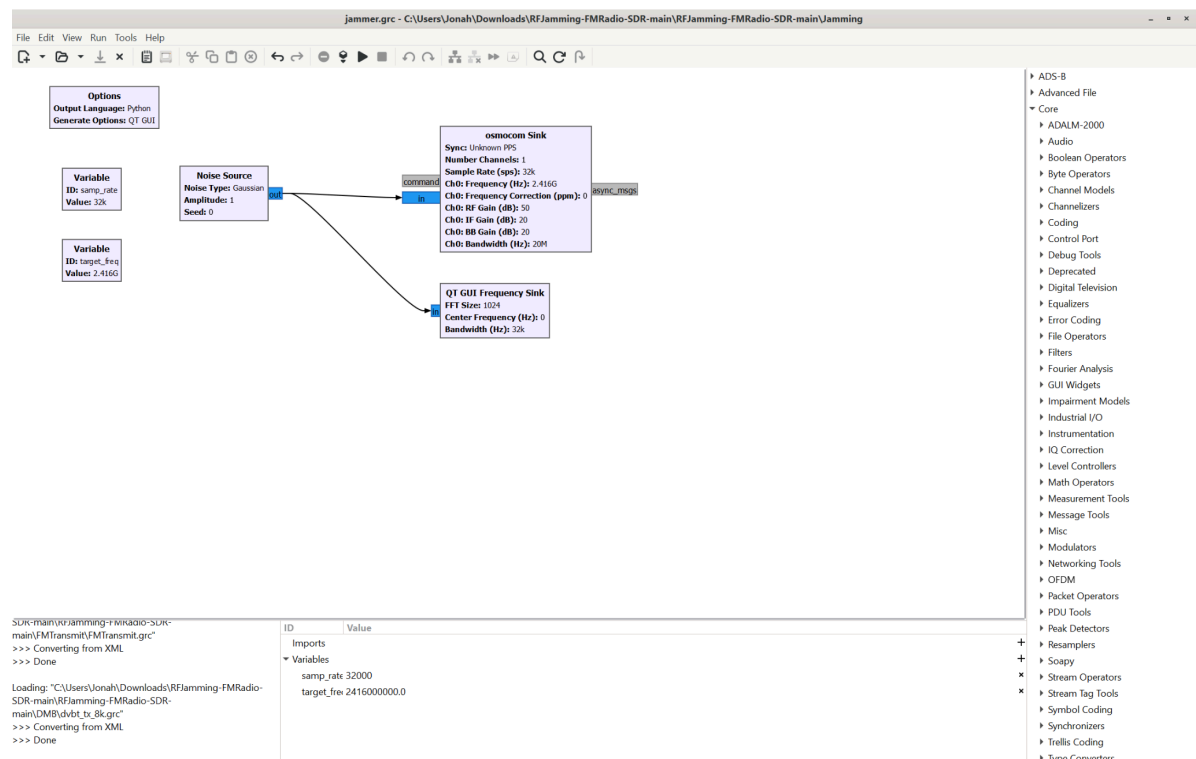 jammer.grc - C:\Users\Jonah\Downloads\RFJamming-FMRadio-SDR-main\RFJamming-FMRadio-SDR-main\Jamming
File Edit View Run Tools Help
Options
Output Language: Python
Generate Options: QT GUI
Variable
ID: samp_rate
Value: 32k
Variable
ID: target_freq
Value: 2.416G
Noise Source
Noise Type: Gaussian
Amplitude: 1
Seed: 0
out
command
in
osmocom Sink
Sync: Unknown PPS
Number Channels: 1
Sample Rate (sps): 32k
Ch0: Frequency (Hz): 2.416G
Ch0: Frequency Correction (ppm): 0
Ch0: RF Gain (dB): 50
Ch0: IF Gain (dB): 20
Ch0: BB Gain (dB): 20
Ch0: Bandwidth (Hz): 20M
async_msgs
in
QT GUI Frequency Sink
FFT Size: 1024
Center Frequency (Hz): 0
Bandwidth (Hz): 32k
ADS-B
Advanced File
Core
ADALM-2000
Audio
Boolean Operators
Byte Operators
Channel Models
Channelizers
Coding
Control Port
Debug Tools
Deprecated
Digital Television
Equalizers
Error Coding
File Operators
Filters
Fourier Analysis
GUI Widgets
Impairment Models
Industrial I/O
Instrumentation
IQ Correction
Level Controllers
Math Operators
Measurement Tools
Message Tools
Misc
Modulators
Networking Tools
OFDM
Packet Operators
PDU Tools
Peak Detectors
Resamplers
Soapy
Stream Operators
Stream Tag Tools
Symbol Coding
Synchronizers
Trellis Coding
Type Converters
SDR-main\RFJamming-FMRadio-SDR-
main\FMTransmit\FMTransmit.grc"
>>> Converting from XML
>>> Done
Loading: "C:\Users\Jonah\Downloads\RFJamming-FMRadio-
SDR-main\RFJamming-FMRadio-SDR-
main\DMB\dvbt_tx_8k.grc"
>>> Converting from XML
>>> Done
ID Value
Imports
Variables
samp_rate 32000
target_fre 2416000000.0